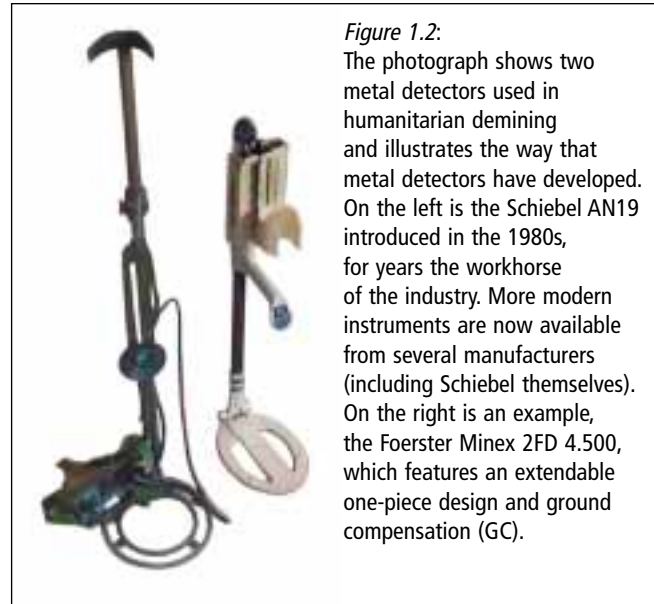 Figure 1.2:
The photograph shows two
metal detectors used in
humanitarian demining
and illustrates the way that
metal detectors have developed.
On the left is the Schiebel AN19
introduced in the 1980s,
for years the workhorse
of the industry. More modern
instruments are now available
from several manufacturers
(including Schiebel themselves).
On the right is an example,
the Foerster Minex 2FD 4.500,
which features an extendable
one-piece design and ground
compensation (GC).